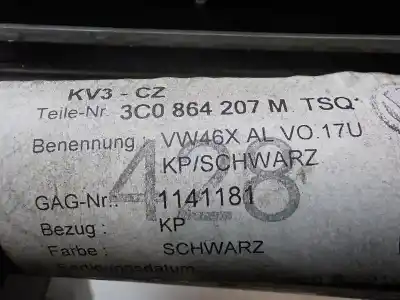 KV3 - CZ
Teile-Nr. 3C0 864 207 M TSQ
Benennung VW46X AL VO.17U
KP/SCHWARZ
428
GAG-Nr.: 1141181
Bezug : KP
Farbe : SCHWARZ
Fertigungsdatum